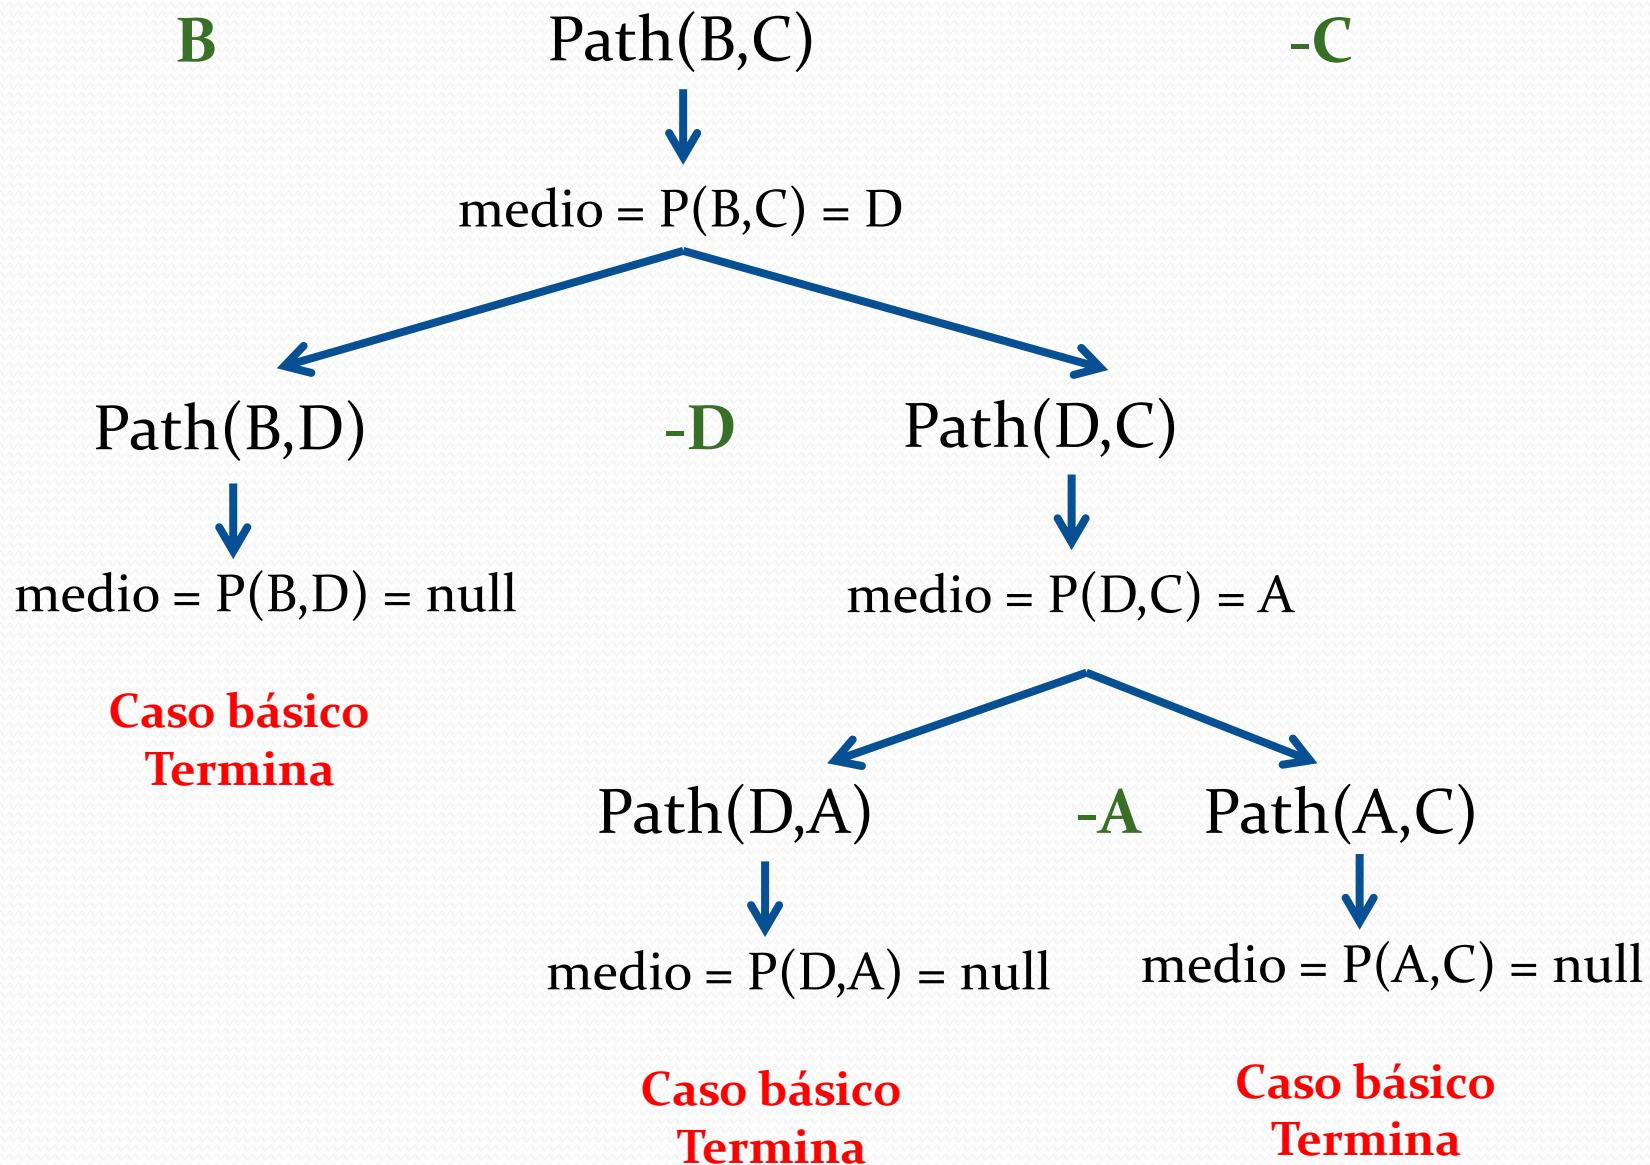 B Path(B,C) -C
medio = P(B,C) = D
Path(B,D) -D Path(D,C)
medio = P(B,D) = null medio = P(D,C) = A
Caso básico
Termina
Path(D,A) -A Path(A,C)
medio = P(D,A) = null medio = P(A,C) = null
Caso básico
Termina
Caso básico
Termina